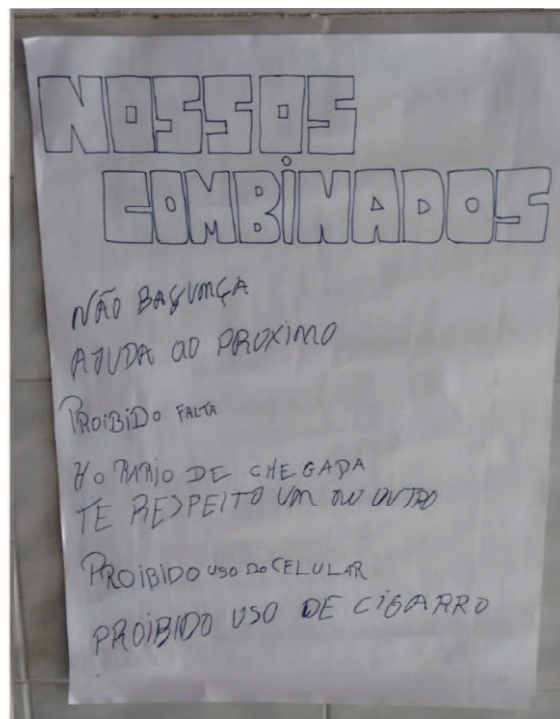 NOSSOS
COMBINADOS
NÃO BAGUNÇA
AJUDA AO PROXIMO
PROIBIDO FALTA
HORARIO DE CHEGADA
TE RESPEITO UM DU OUTRO
PROIBIDO USO DO CELULAR
PROIBIDO USO DE CIGARRO